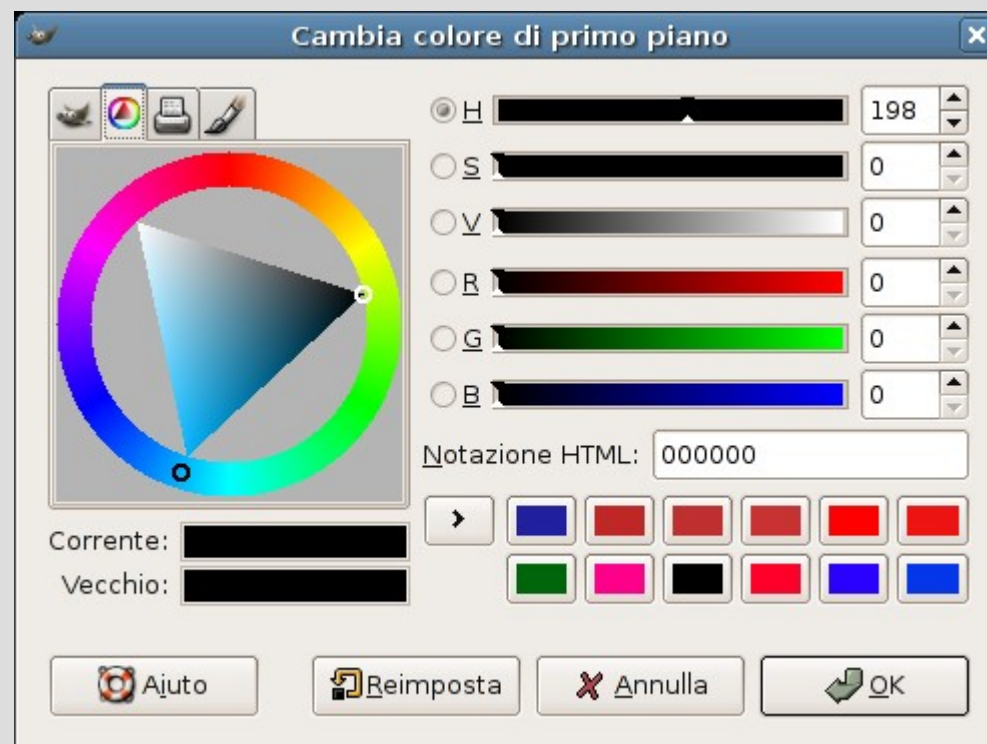 Cambia colore di primo piano
H 198
S 0
V 0
R 0
G 0
B 0
Notazione HTML: 000000
Corrente:
Vecchio:
Aiuto Reimposta Annulla OK